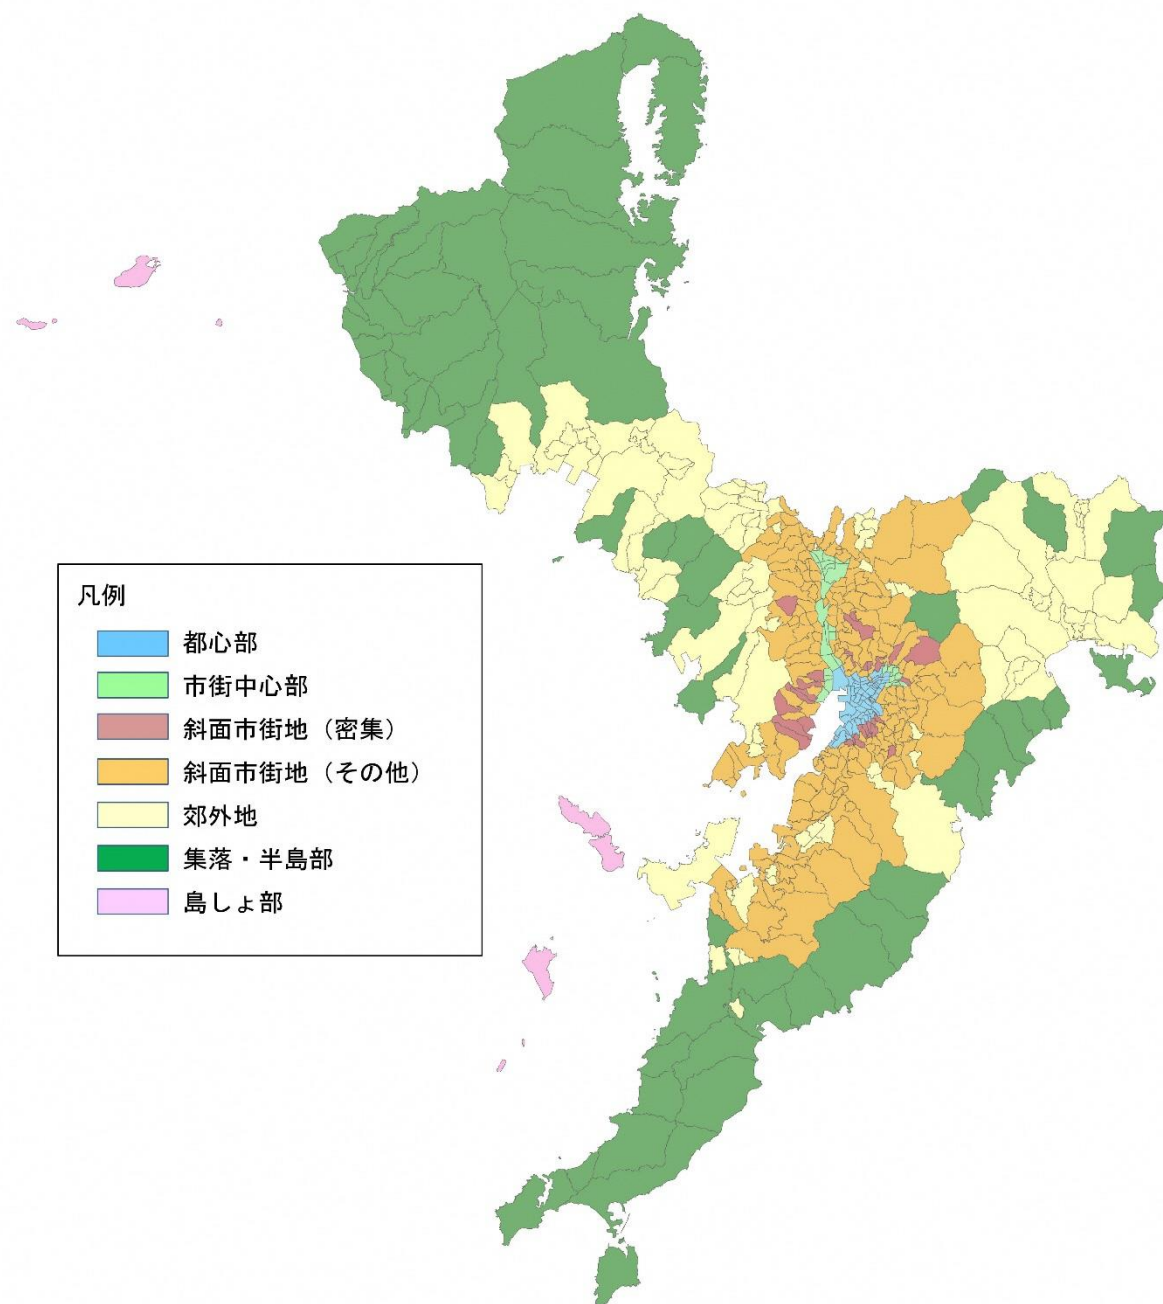 凡例
都心部
市街中心部
斜面市街地（密集）
斜面市街地（その他）
郊外地
集落・半島部
島しょ部